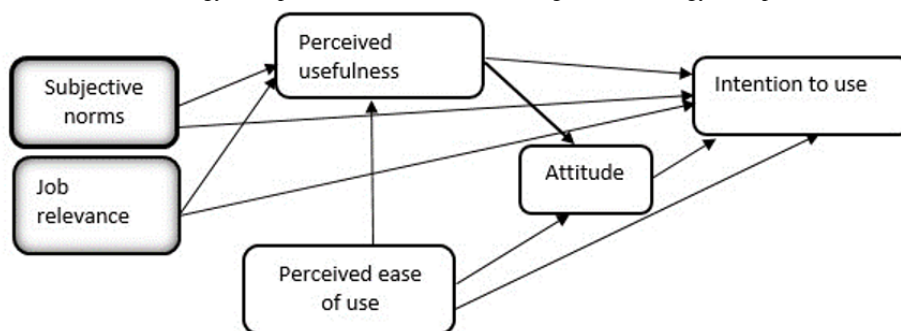 Perceived
usefulness
Subjective
norms
Intention to use
Job
relevance
Attitude
Perceived ease
of use